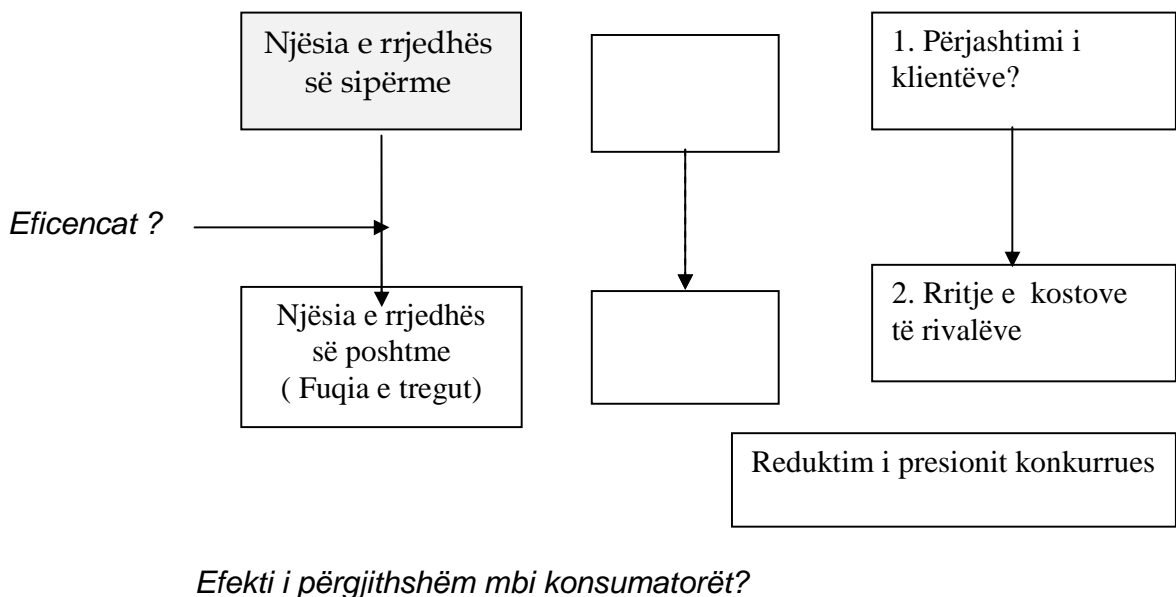 Njësia e rrjedhës
së sipërme
1. Përjashtimi i
klientëve?
Eficencat ?
Njësia e rrjedhës
së poshtme
( Fuqia e tregut)
2. Rritje e  kostove
të rivalëve
Reduktim i presionit konkurrues
Efekti i përgjithshëm mbi konsumatorët?